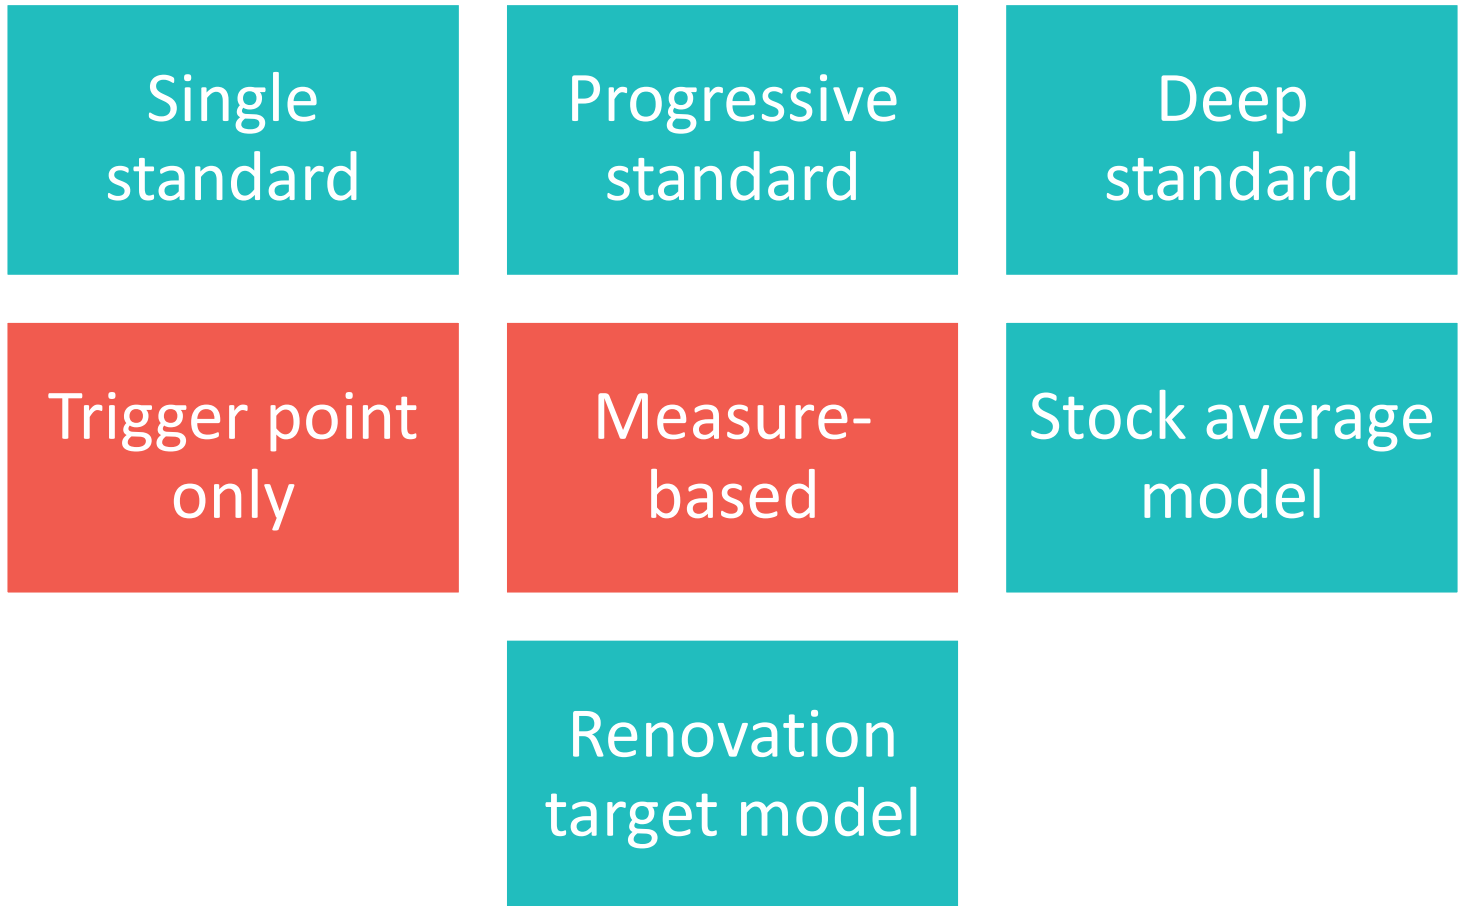 Single
standard
Progressive
standard
Deep
standard
Trigger point
only
Measure-
based
Stock average
model
Renovation
target model